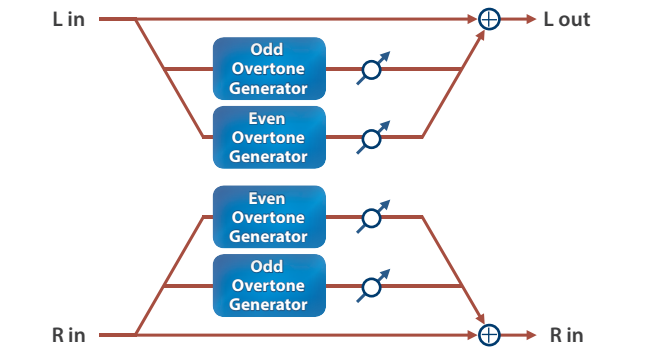 L in
L out
Odd
Overtone
Generator
Even
Overtone
Generator
Even
Overtone
Generator
Odd
Overtone
Generator
R in
R in